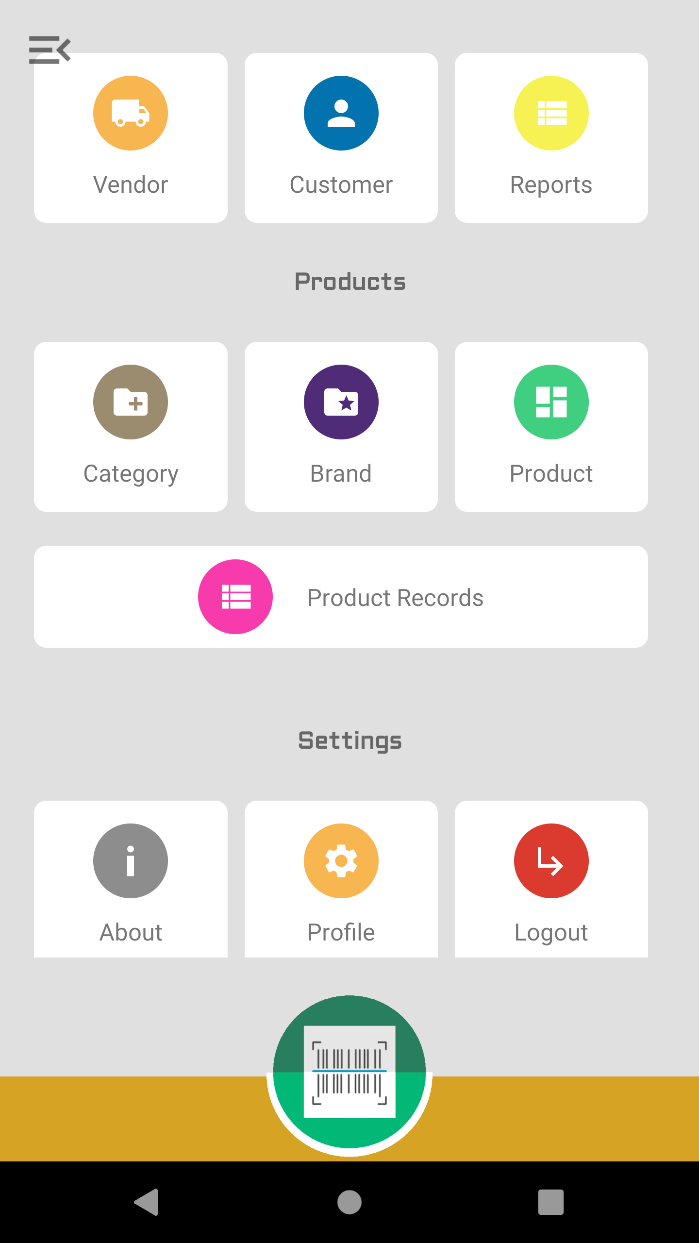 Vendor
Customer
Reports
Products
Category
Brand
Product
Product Records
Settings
About
Profile
Logout